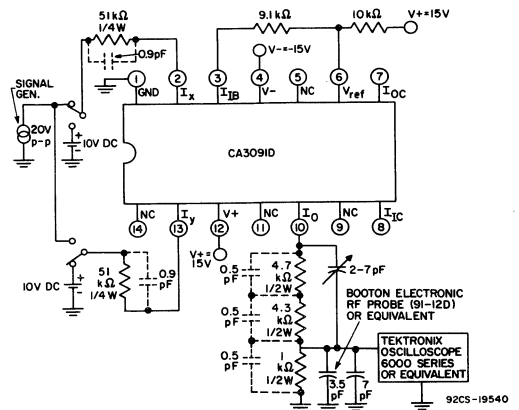 51 kΩ
1/4 W
0.9 pF
9.1 kΩ
10 kΩ
V+=15V
V-=-15V
1
2
3
4
5
6
7
GND
Ix
IIB
V-
NC
Vref
IOC
SIGNAL
GEN.
20V
p-p
10V DC
+
-
CA3091D
NC
Iy
V+
NC
IO
NC
IIC
14
13
12
11
10
9
8
V+=
15V
10V DC
+
-
51
kΩ
1/4 W
0.9
pF
0.5
pF
4.7
kΩ
1/2 W
2-7 pF
0.5
pF
4.3
kΩ
1/2 W
BOOTON ELECTRONIC
RF PROBE (91-12D)
OR EQUIVALENT
0.5
pF
1
kΩ
1/2 W
3.5
pF
7
pF
TEKTRONIX
OSCILLOSCOPE
6000 SERIES
OR EQUIVALENT
92CS-19540